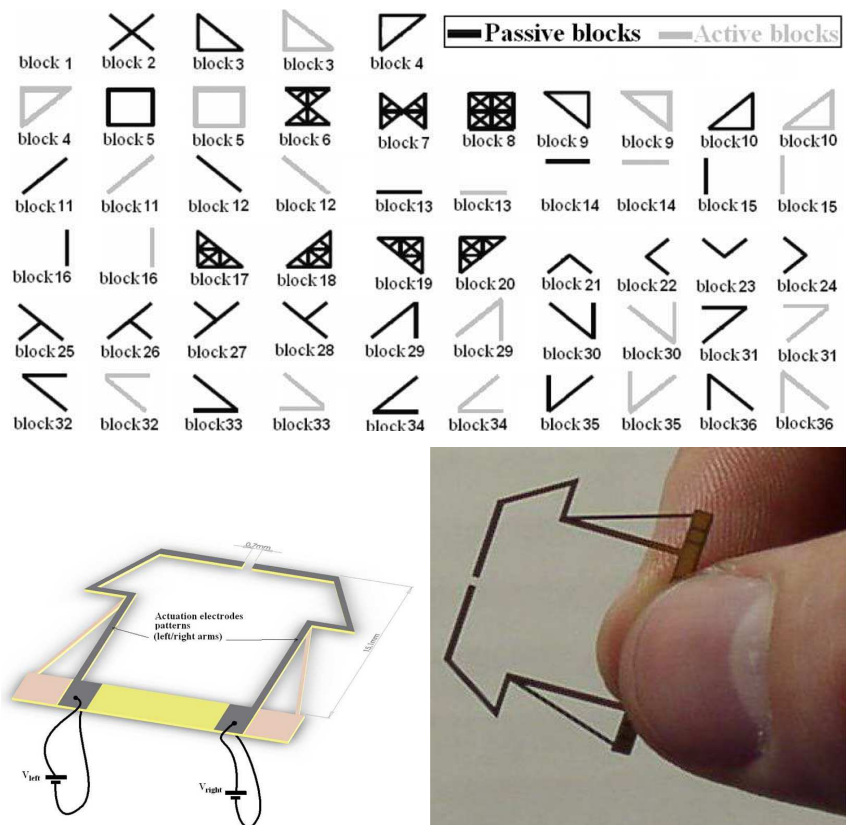 Passive blocks Active blocks
block 1 block 2 block 3 block 3 block 4
block 4 block 5 block 5 block 6 block 7 block 8 block 9 block 9 block 10 block 10
block 11 block 11 block 12 block 12 block 13 block 13 block 14 block 14 block 15 block 15
block 16 block 16 block 17 block 18 block 19 block 20 block 21 block 22 block 23 block 24
block 25 block 26 block 27 block 28 block 29 block 29 block 30 block 30 block 31 block 31
block 32 block 32 block 33 block 33 block 34 block 34 block 35 block 35 block 36 block 36
0,7mm
Actuation electrodes
patterns
(left/right arms)
Vleft
Vright